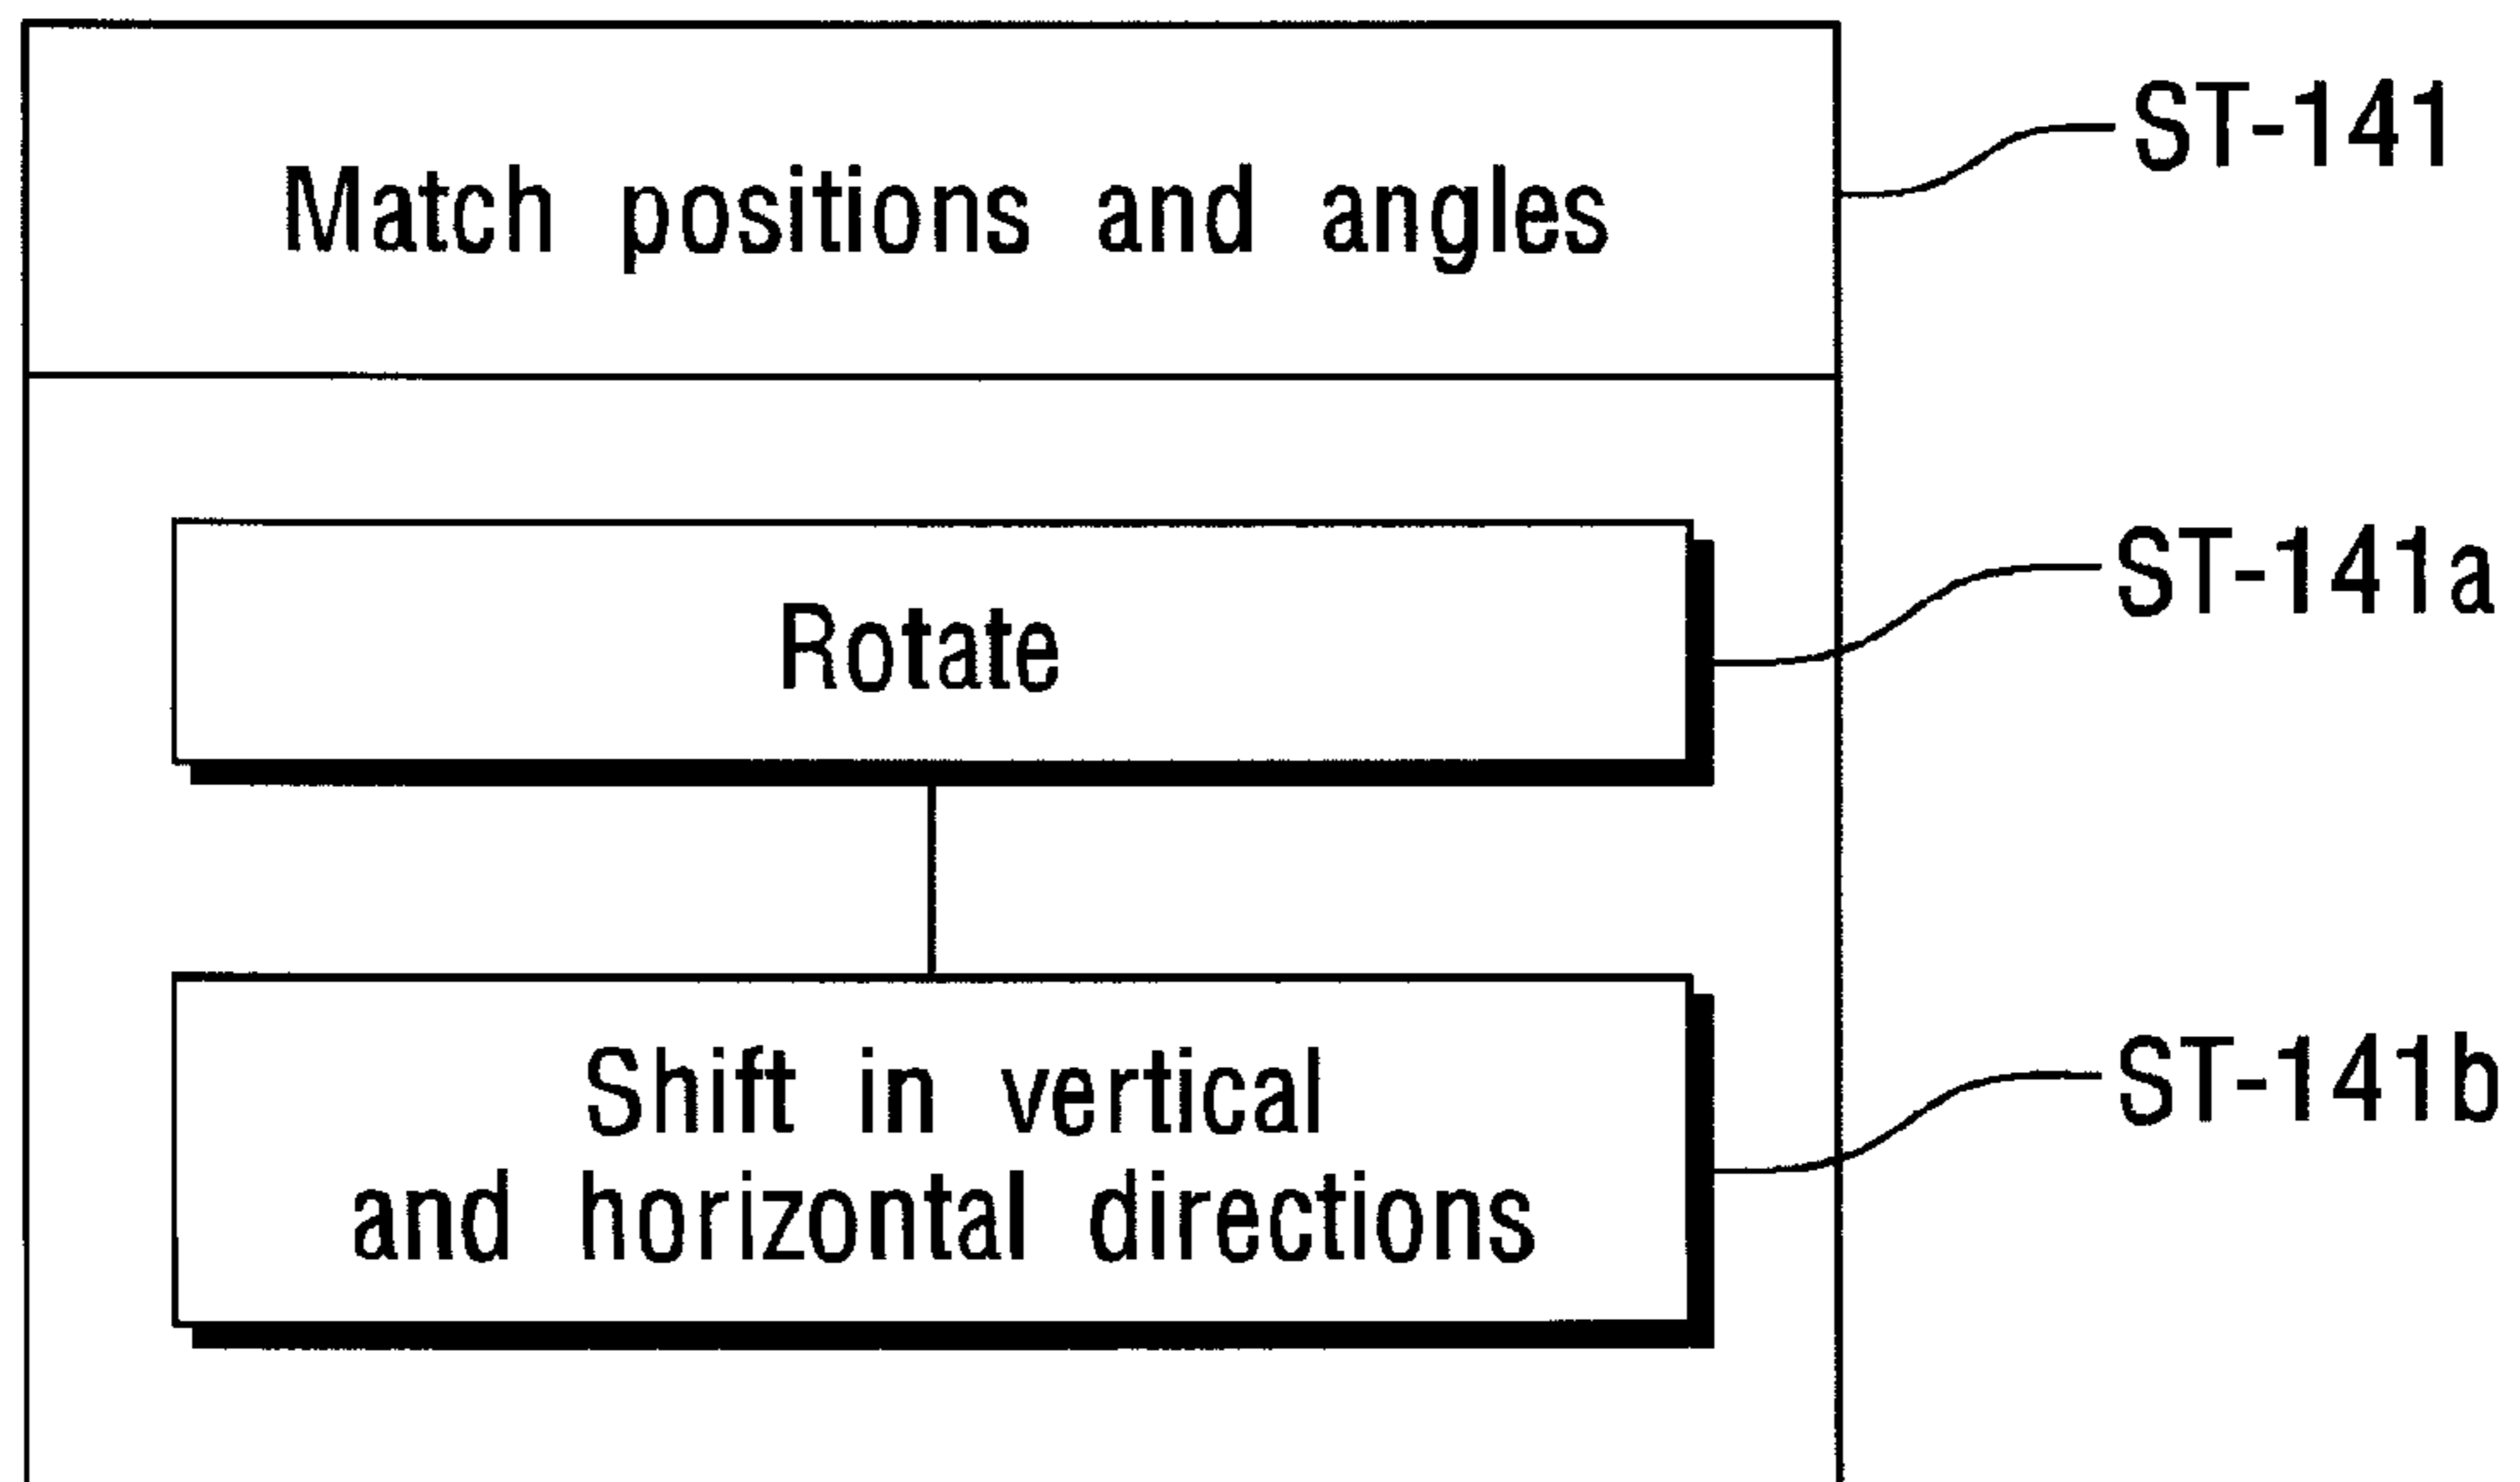 Match positions and angles
ST-141
Rotate
ST-141a
Shift in vertical
and horizontal directions
ST-141b